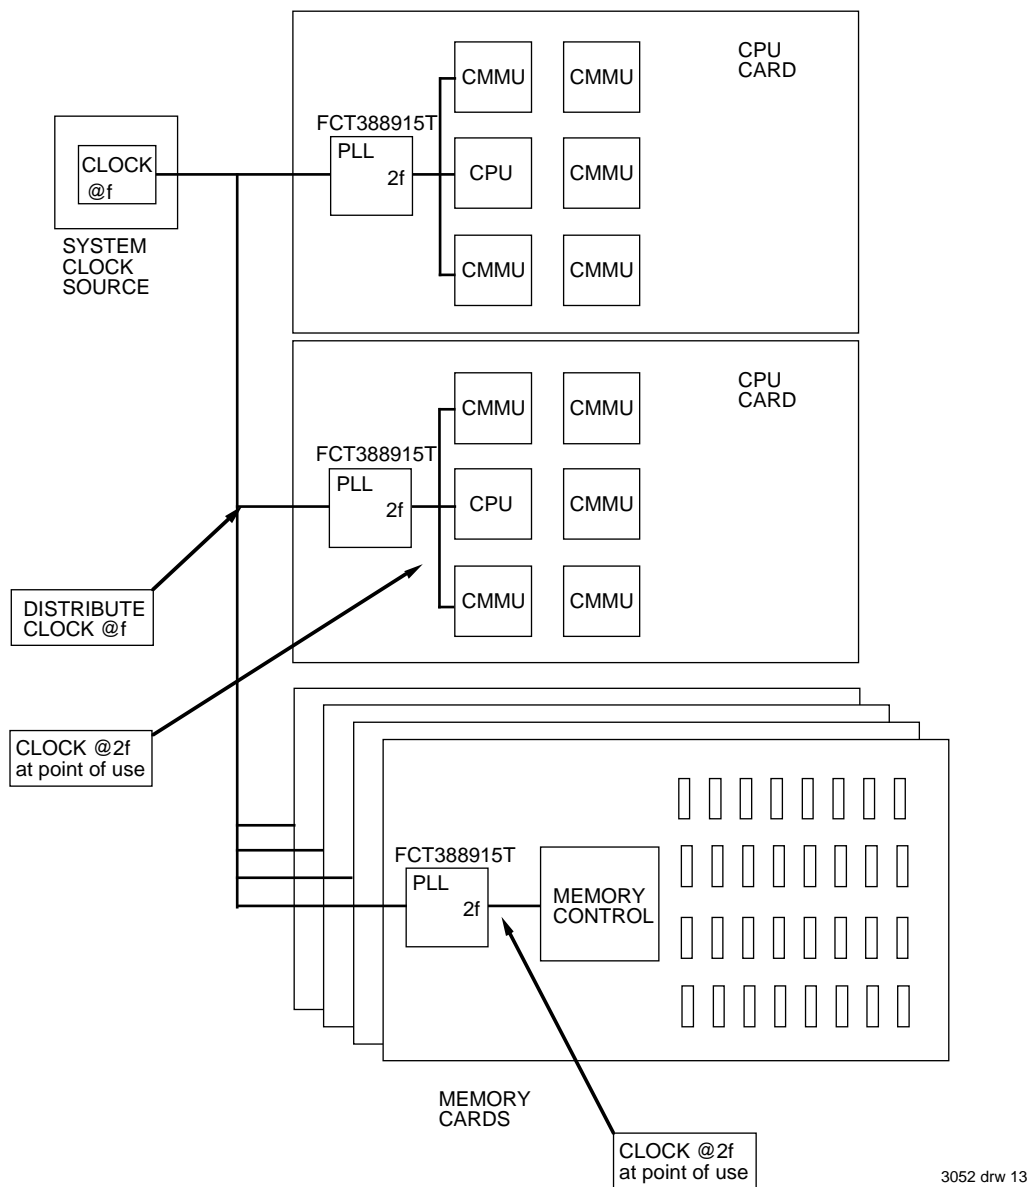 CPU
CARD
CMMU
CMMU
FCT388915T
PLL
2f
CLOCK
@f
CPU
CMMU
SYSTEM
CLOCK
SOURCE
CMMU
CMMU
CPU
CARD
CMMU
CMMU
FCT388915T
PLL
2f
CPU
CMMU
CMMU
CMMU
DISTRIBUTE
CLOCK @f
CLOCK @2f
at point of use
FCT388915T
PLL
2f
MEMORY
CONTROL
MEMORY
CARDS
CLOCK @2f
at point of use
3052 drw 13